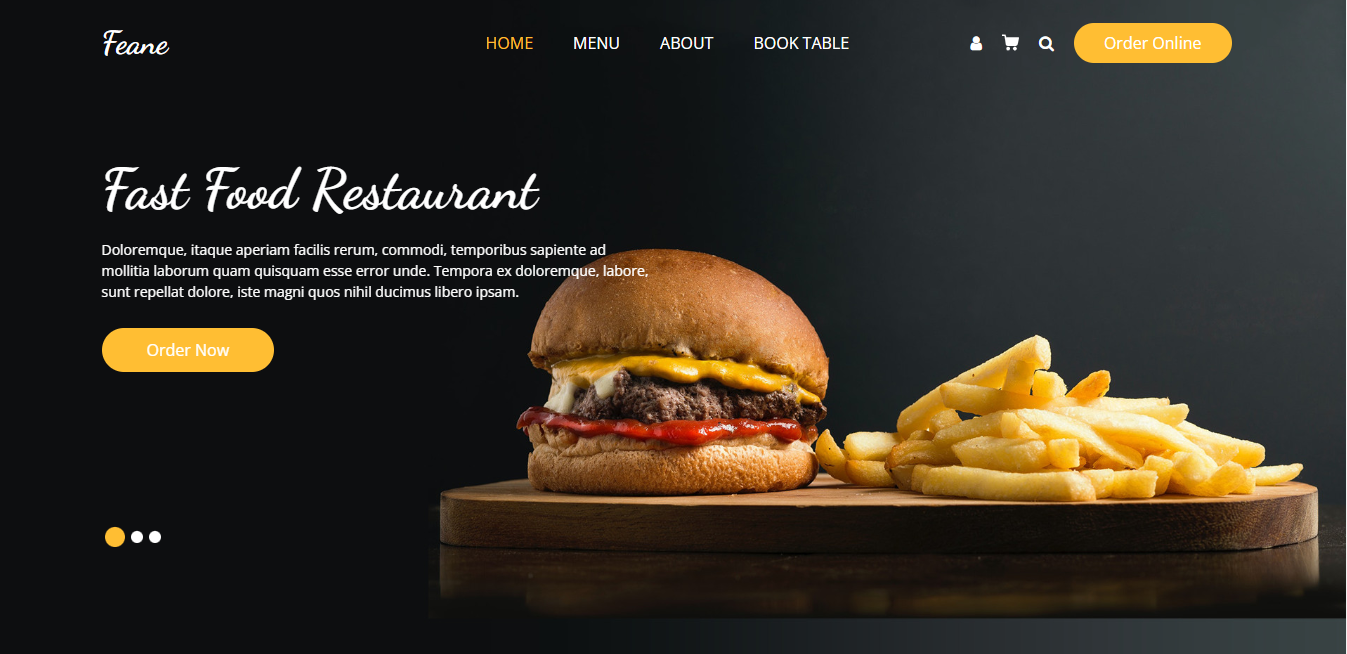 Feane
HOME MENU ABOUT BOOK TABLE
Order Online
Fast Food Restaurant
Doloremque, itaque aperiam facilis rerum, commodi, temporibus sapiente ad
mollitia laborum quam quisquam esse error unde. Tempora ex doloremque, labore,
sunt repellat dolore, iste magni quos nihil ducimus libero ipsam.
Order Now